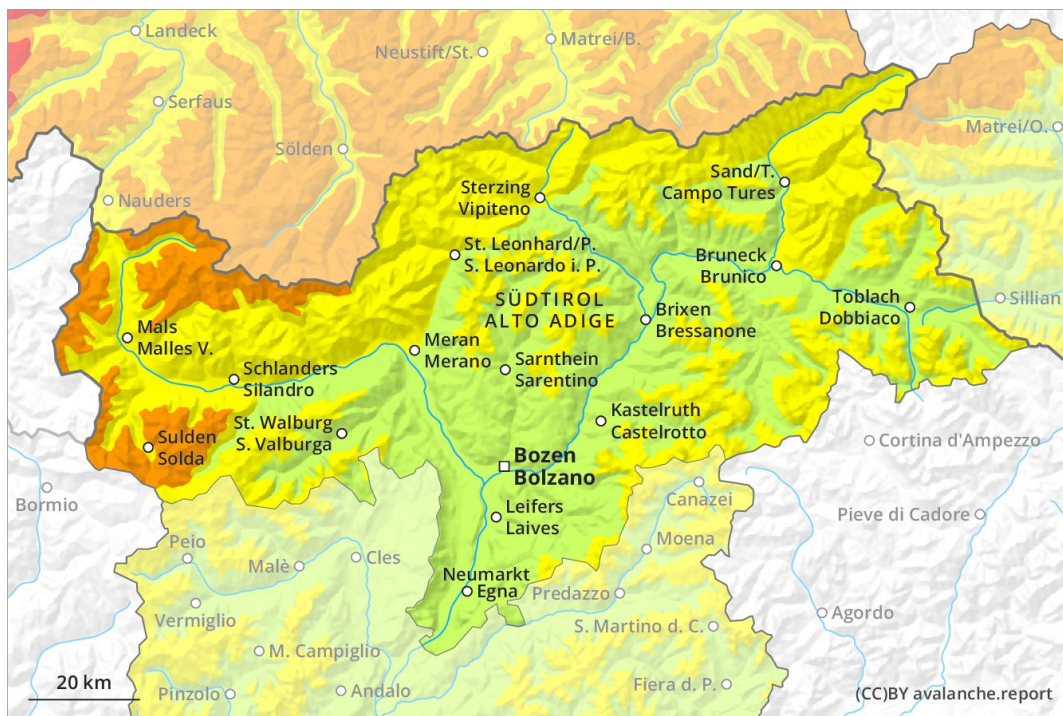 Landeck
Matrei/B.
Neustift/St.
Serfaus
Matrei/O.
Sölden
Sand/T.
Campo Tures
Sterzing
Vipiteno
Nauders
St. Leonhard/P.
S. Leonardo i. P.
Bruneck
Brunico
SÜDTIROL
ALTO ADIGE
Toblach
Dobbiaco
Sillian
Brixen
Bressanone
Mals
Malles V.
Meran
Merano
Schlanders
Silandro
Sarnthein
Sarentino
St. Walburg
S. Valburga
Kastelruth
Castelrotto
Sulden
Solda
Cortina d'Ampezzo
Bozen
Bolzano
Bormio
Canazei
Leifers
Laives
Pieve di Cadore
Moena
Peio
Cles
Malè
Neumarkt
Egna
Predazzo
Vermiglio
Agordo
S. Martino d. C.
M. Campiglio
20 km
Pinzolo
Andalo
Fiera d. P.
(CC)BY avalanche.report